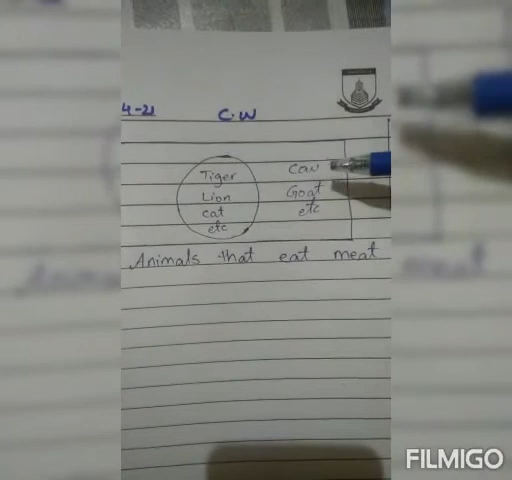 4-21 C.W
Tiger Cow
Lion Goat
cat etc
etc
Animals that eat meat
FILMIGO